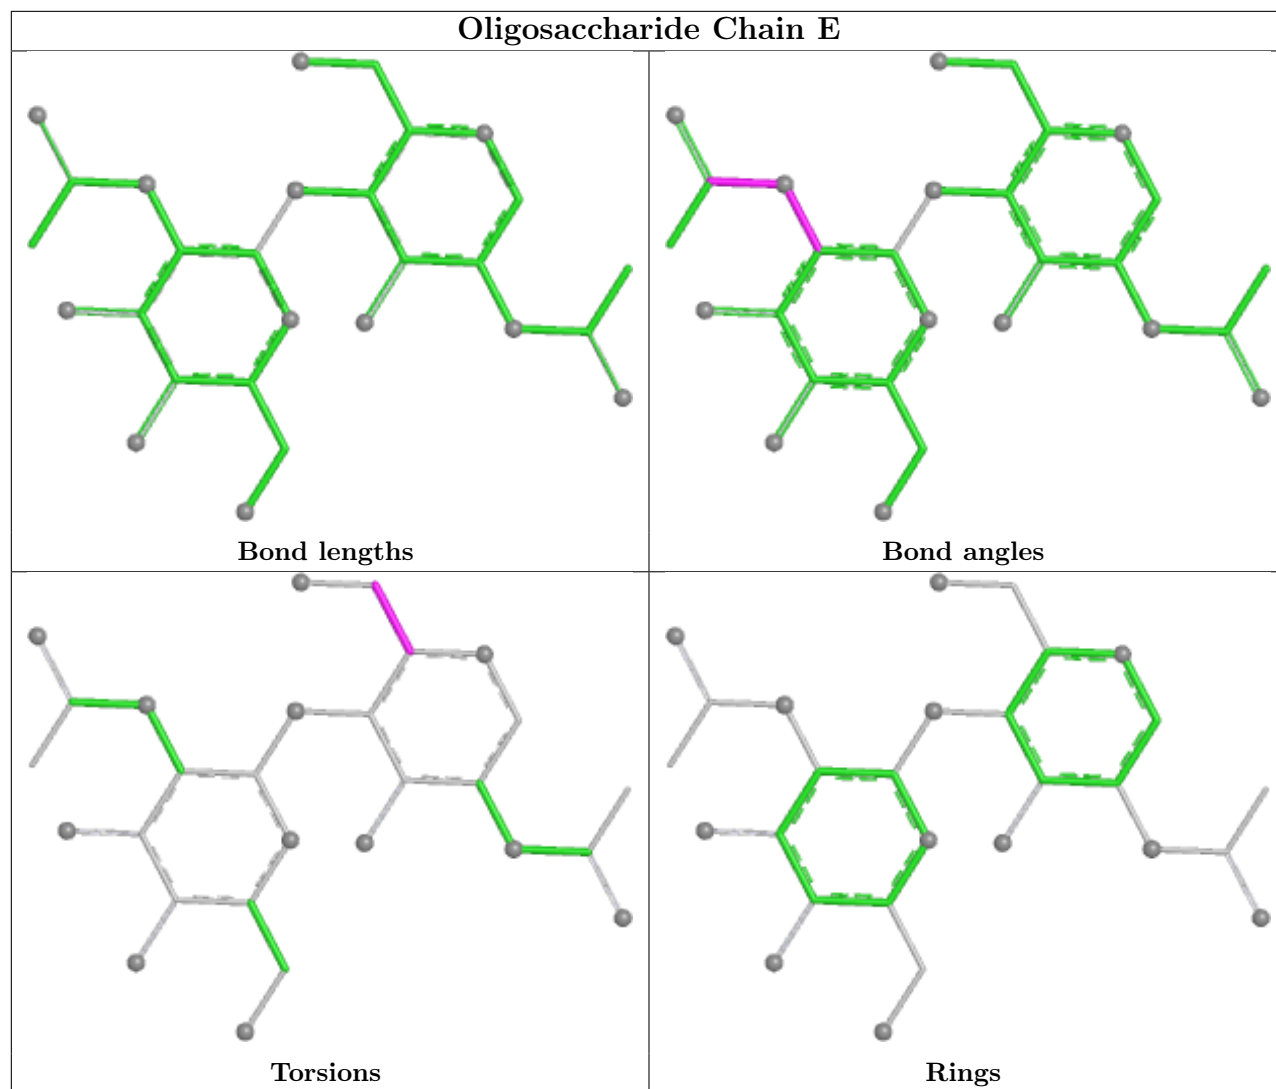 Oligosaccharide Chain E
Bond lengths
Bond angles
Torsions
Rings